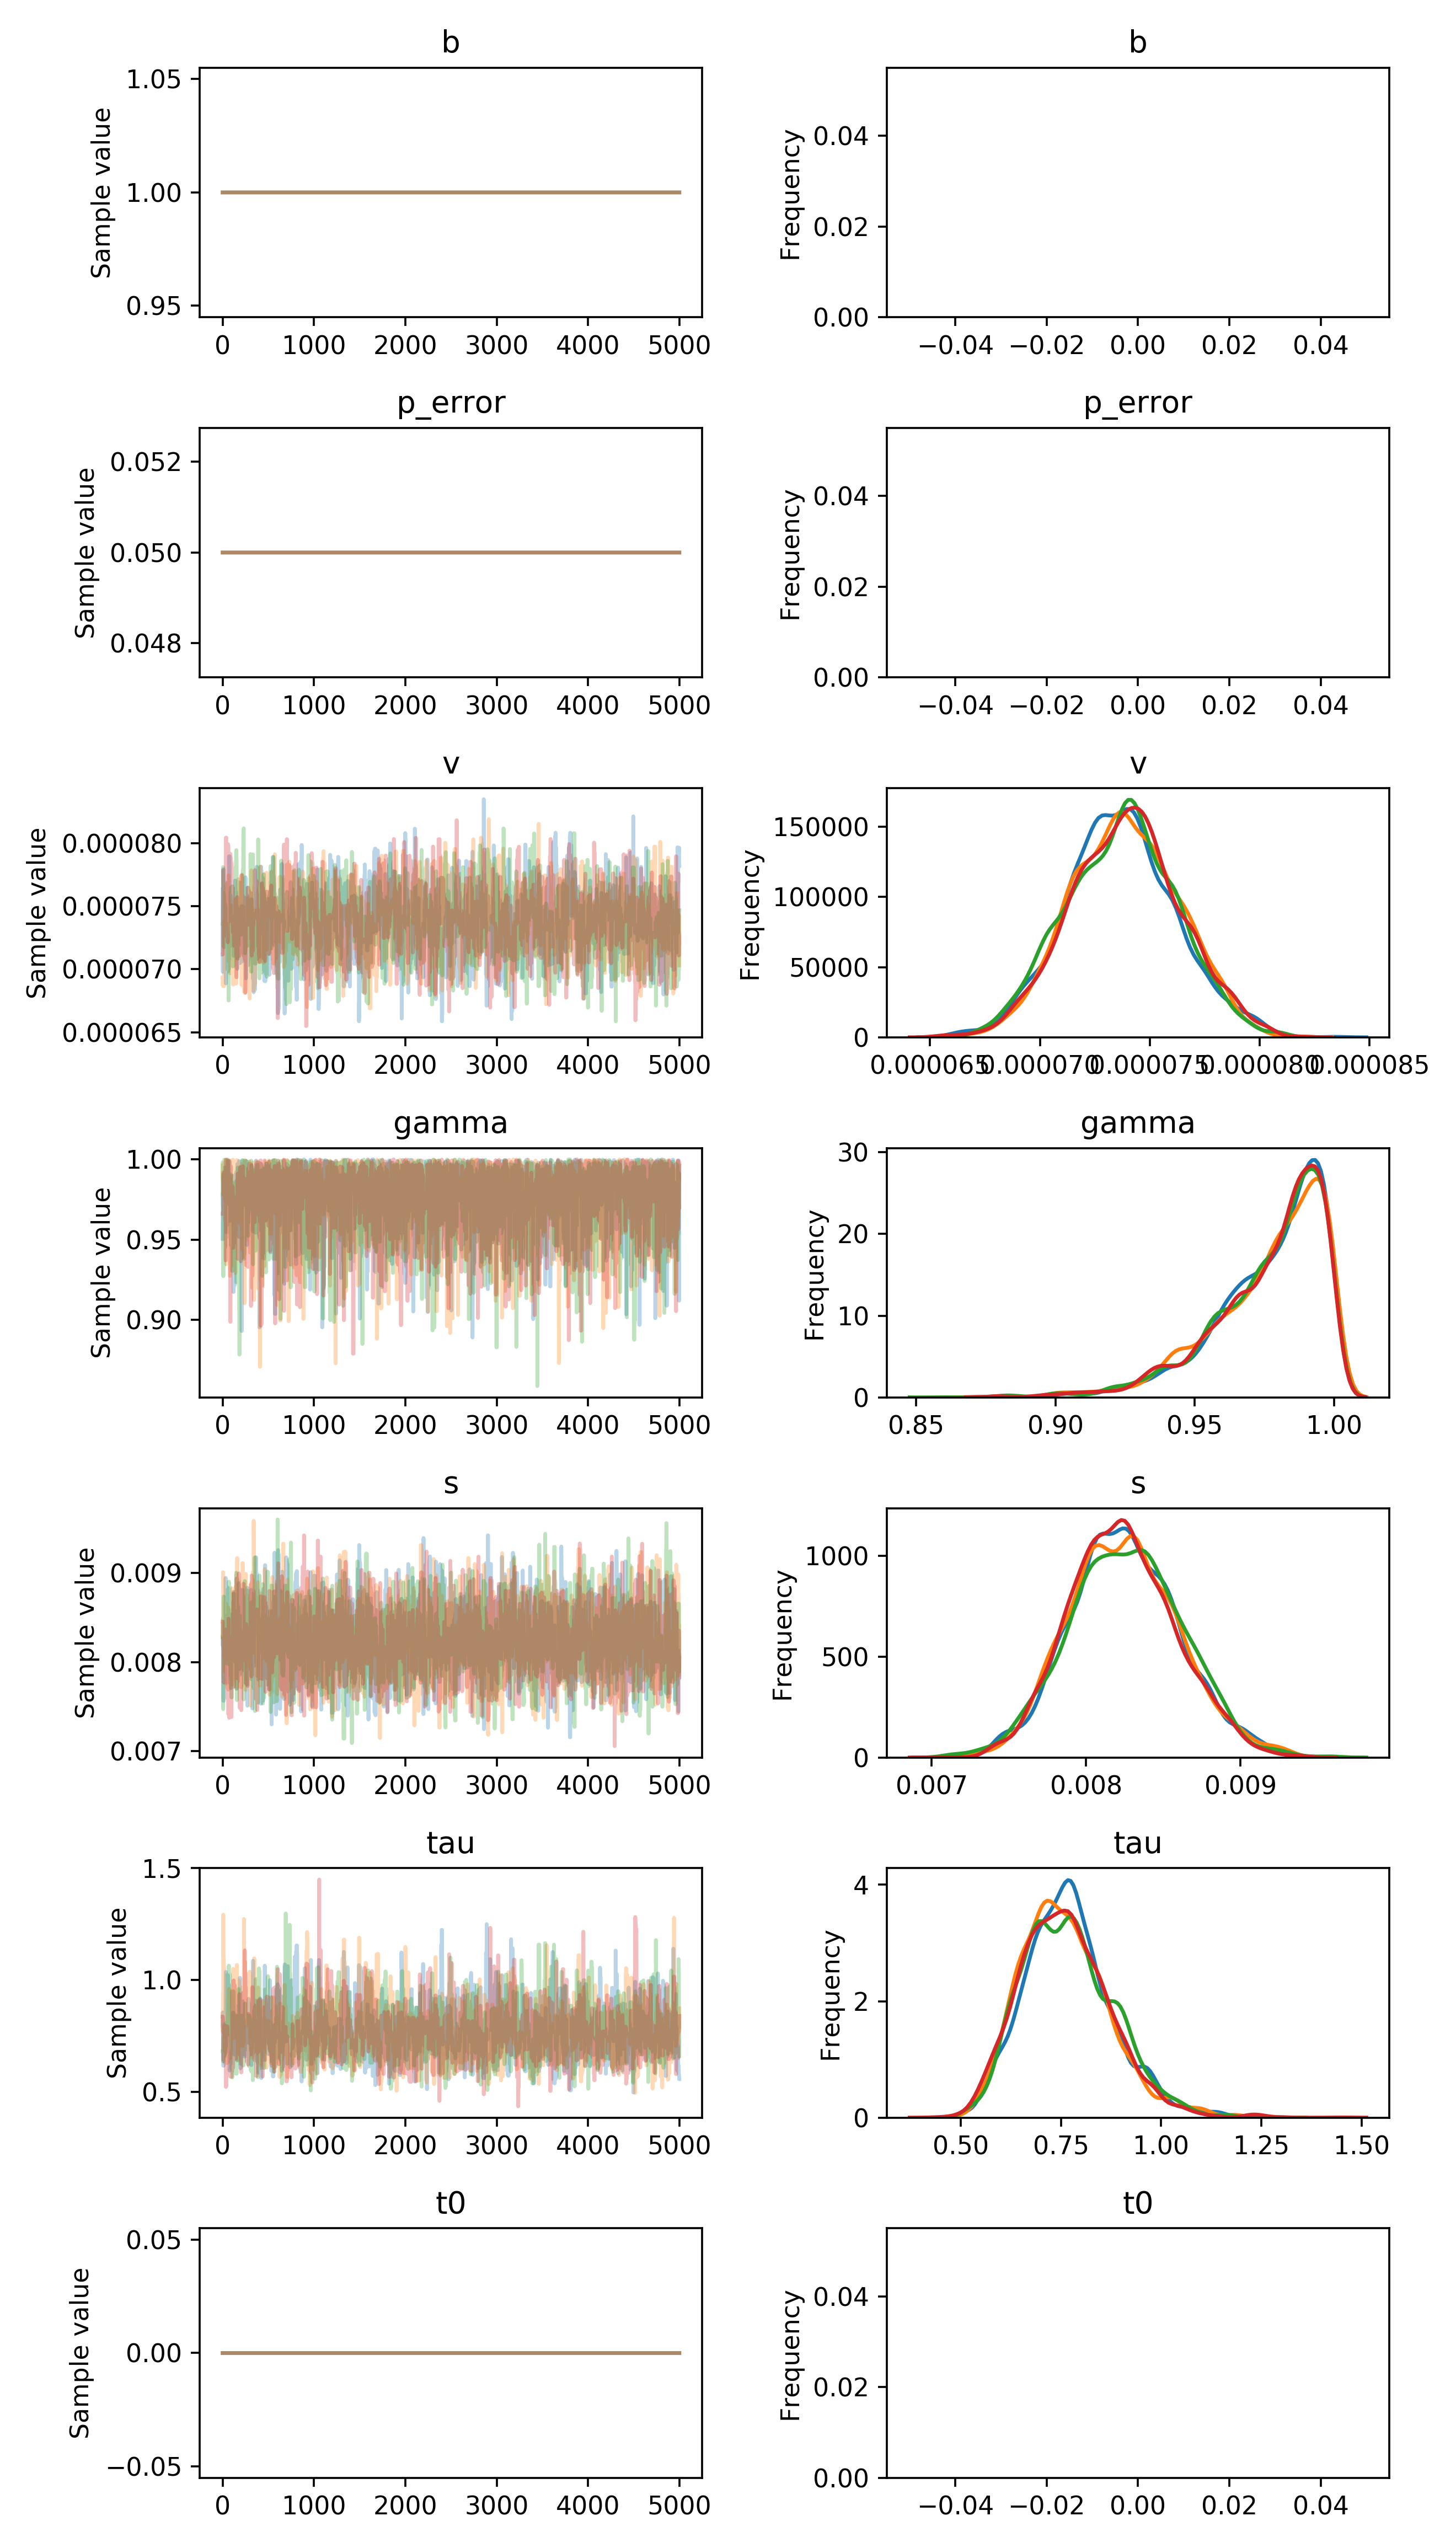 b
b
Sample value
1.05
1.00
0.95
0 1000 2000 3000 4000 5000
Frequency
0.04
0.02
0.00
−0.04 −0.02 0.00 0.02 0.04
p_error
p_error
Sample value
0.052
0.050
0.048
0 1000 2000 3000 4000 5000
Frequency
0.04
0.02
0.00
−0.04 −0.02 0.00 0.02 0.04
v
v
Sample value
0.000080
0.000075
0.000070
0.000065
0 1000 2000 3000 4000 5000
Frequency
150000
100000
50000
0
0.000065 0.000070 0.000075 0.000080 0.000085
gamma
gamma
Sample value
1.00
0.95
0.90
0 1000 2000 3000 4000 5000
Frequency
30
20
10
0
0.85 0.90 0.95 1.00
s
s
Sample value
0.009
0.008
0.007
0 1000 2000 3000 4000 5000
Frequency
1000
500
0
0.007 0.008 0.009
tau
tau
Sample value
1.5
1.0
0.5
0 1000 2000 3000 4000 5000
Frequency
4
2
0
0.50 0.75 1.00 1.25 1.50
t0
t0
Sample value
0.05
0.00
−0.05
0 1000 2000 3000 4000 5000
Frequency
0.04
0.02
0.00
−0.04 −0.02 0.00 0.02 0.04